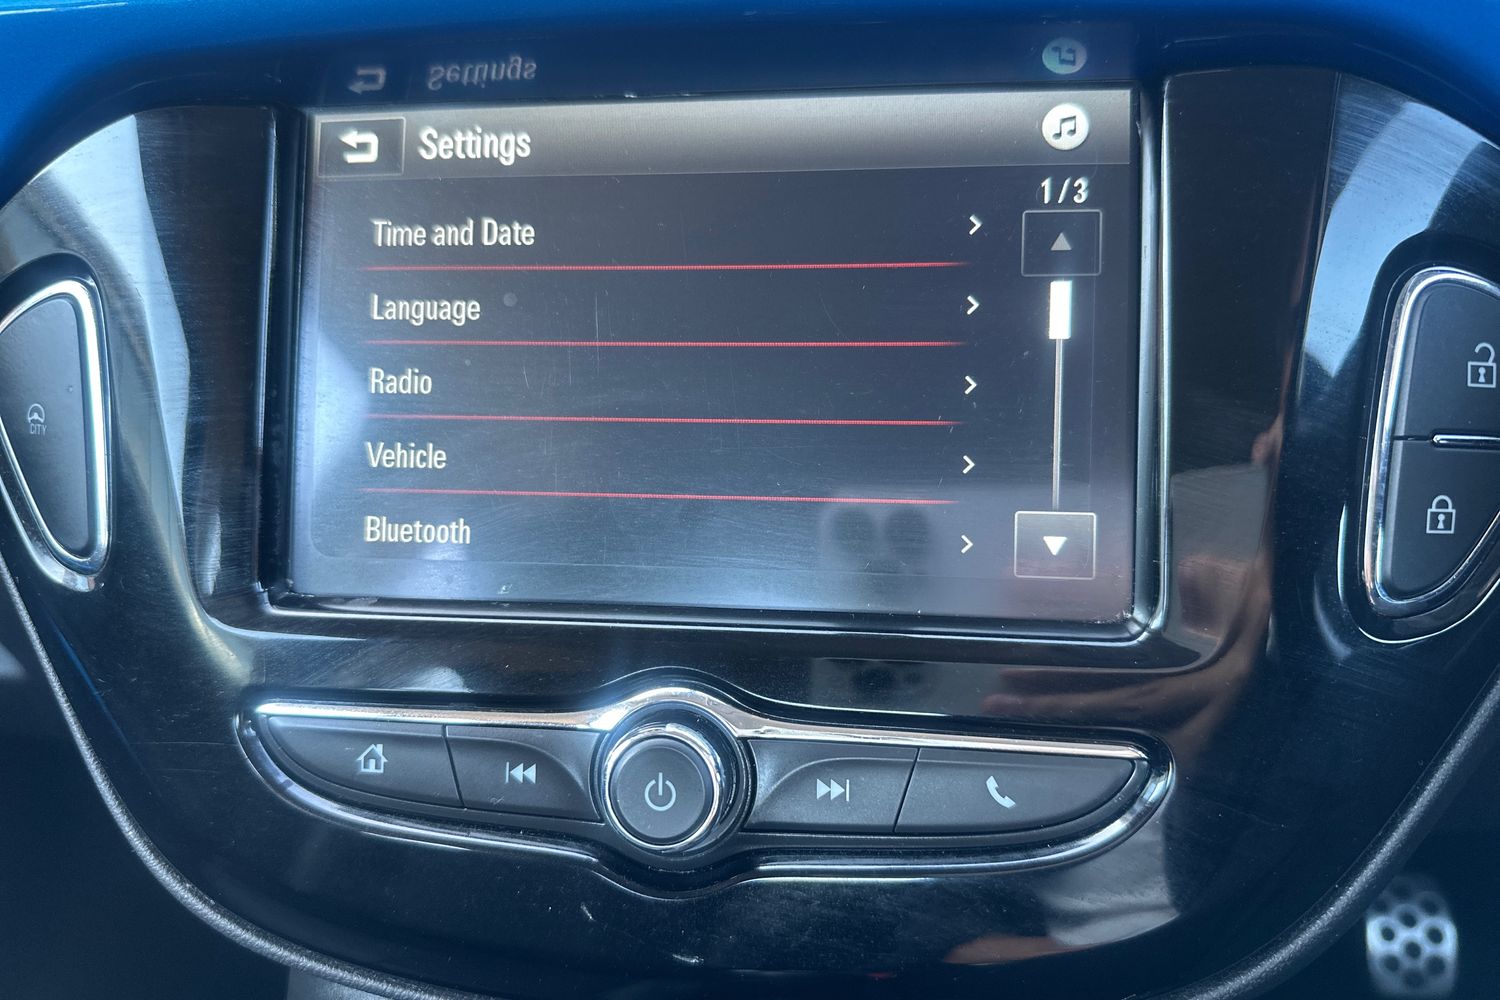 Settings
1/3
Time and Date
Language
Radio
Vehicle
Bluetooth
CITY